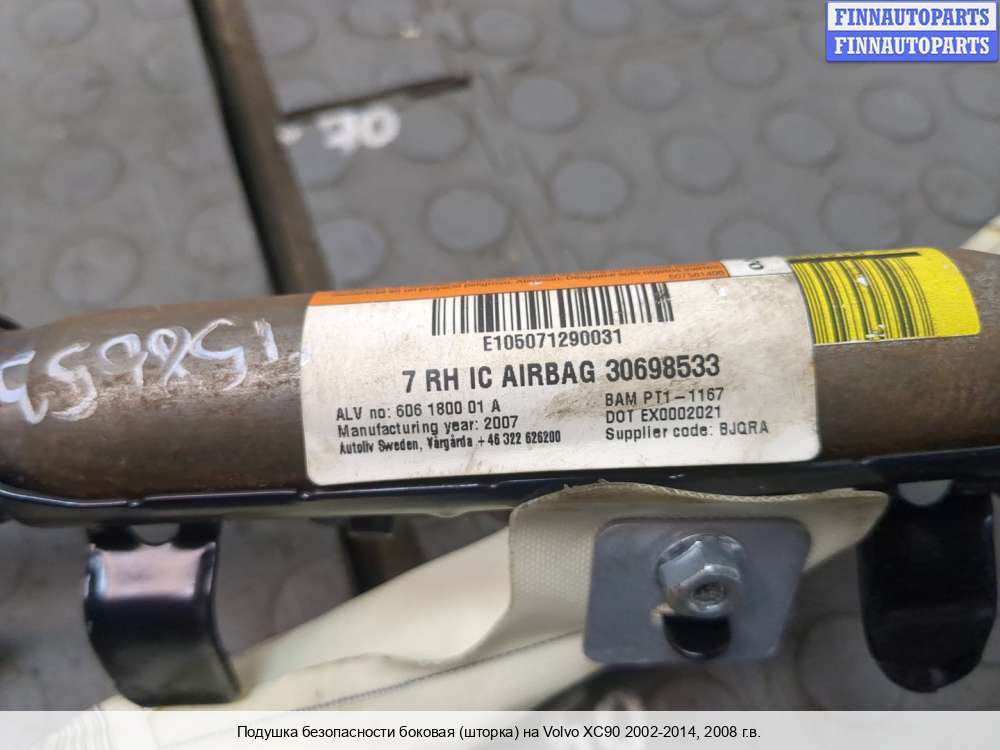 FINNAUTOPARTS
FINNAUTOPARTS
607581400
E105071290031
7 RH IC AIRBAG 30698533
ALV no: 606 1800 01 A
Manufacturing year: 2007
Autoliv Sweden, Vårgårda +46 322 626200
BAM PT1-1167
DOT EX0002021
Supplier code: BJQRA
Подушка безопасности боковая (шторка) на Volvo XC90 2002-2014, 2008 г.в.